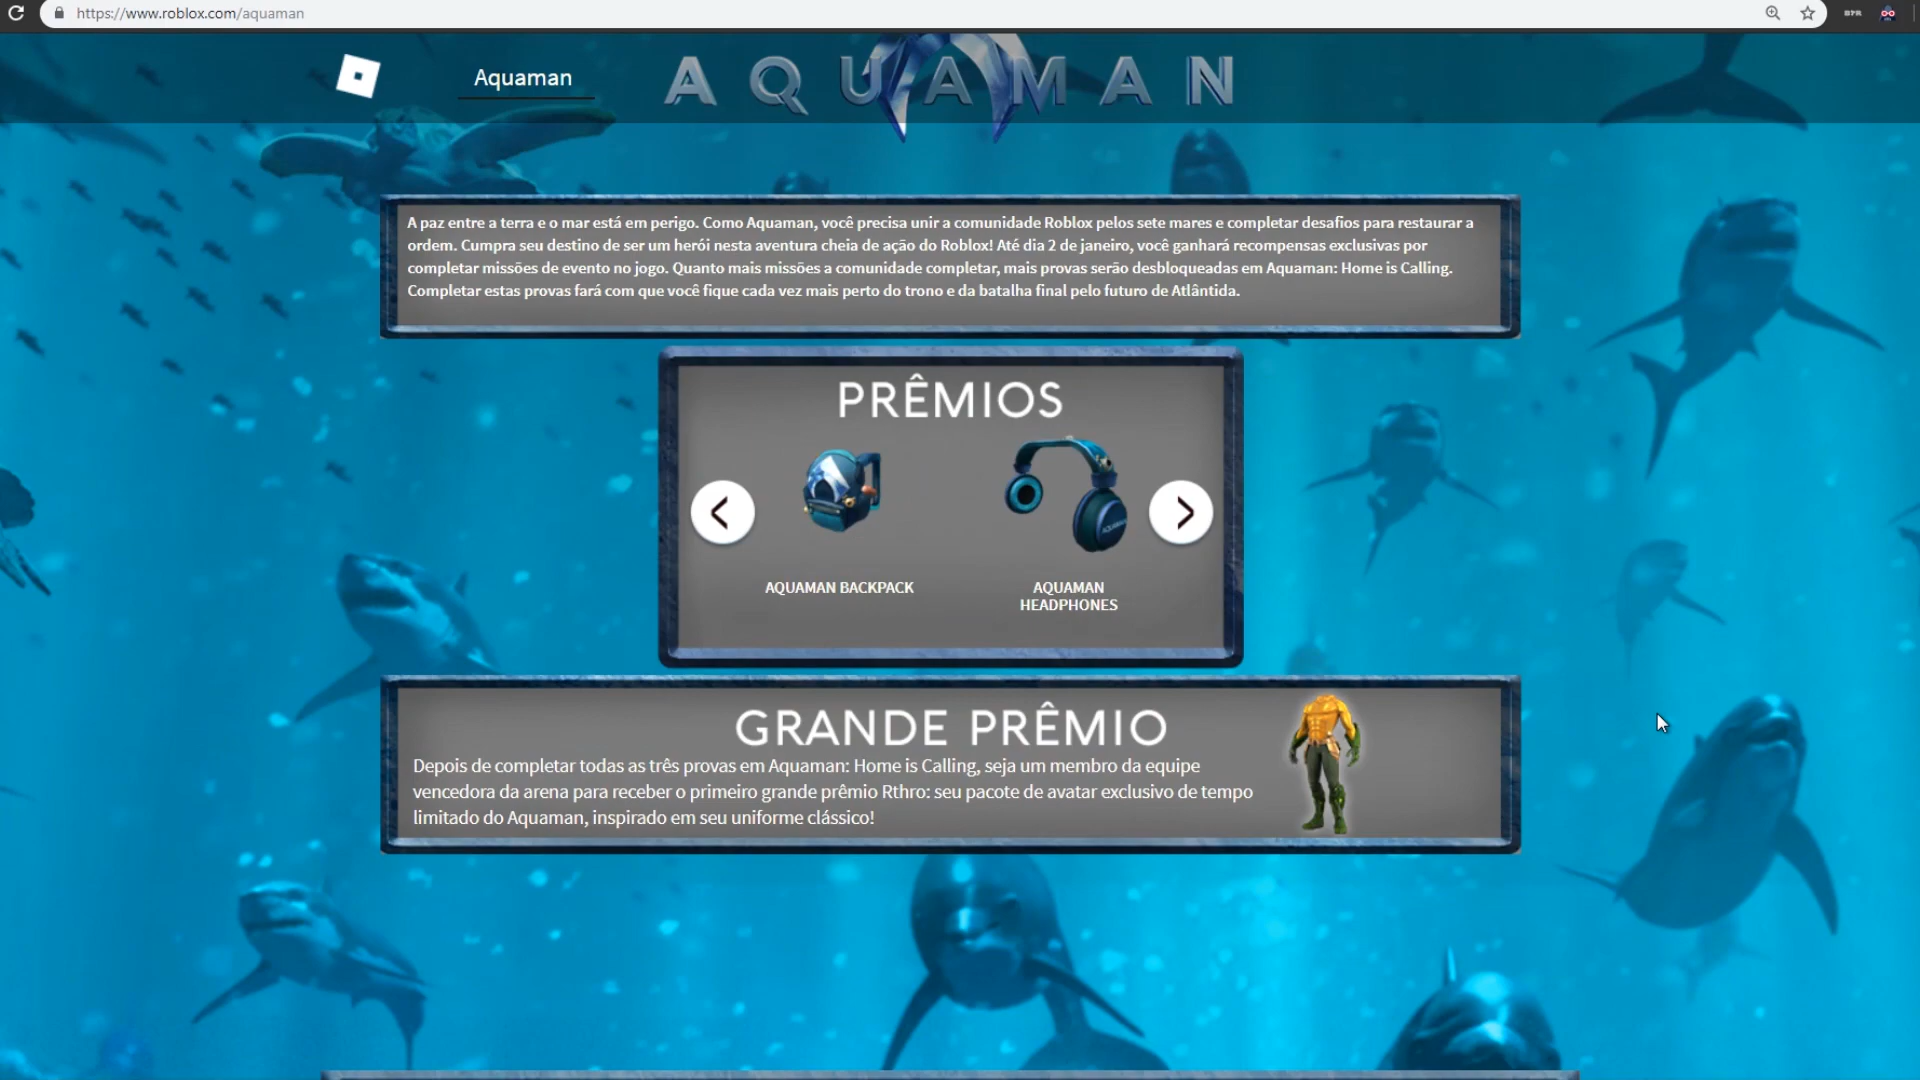 https://www.roblox.com/aquaman
Aquaman
AQUAMAN
A paz entre a terra e o mar está em perigo. Como Aquaman, você precisa unir a comunidade Roblox pelos sete mares e completar desafios para restaurar a
ordem. Cumpra seu destino de ser um herói nesta aventura cheia de ação do Roblox! Até dia 2 de janeiro, você ganhará recompensas exclusivas por
completar missões de evento no jogo. Quanto mais missões a comunidade completar, mais provas serão desbloqueadas em Aquaman: Home is Calling.
Completar estas provas fará com que você fique cada vez mais perto do trono e da batalha final pelo futuro de Atlântida.
PRÊMIOS
AQUAMAN
AQUAMAN BACKPACK
AQUAMAN
HEADPHONES
GRANDE PRÊMIO
Depois de completar todas as três provas em Aquaman: Home is Calling, seja um membro da equipe
vencedora da arena para receber o primeiro grande prêmio Rthro: seu pacote de avatar exclusivo de tempo
limitado do Aquaman, inspirado em seu uniforme clássico!